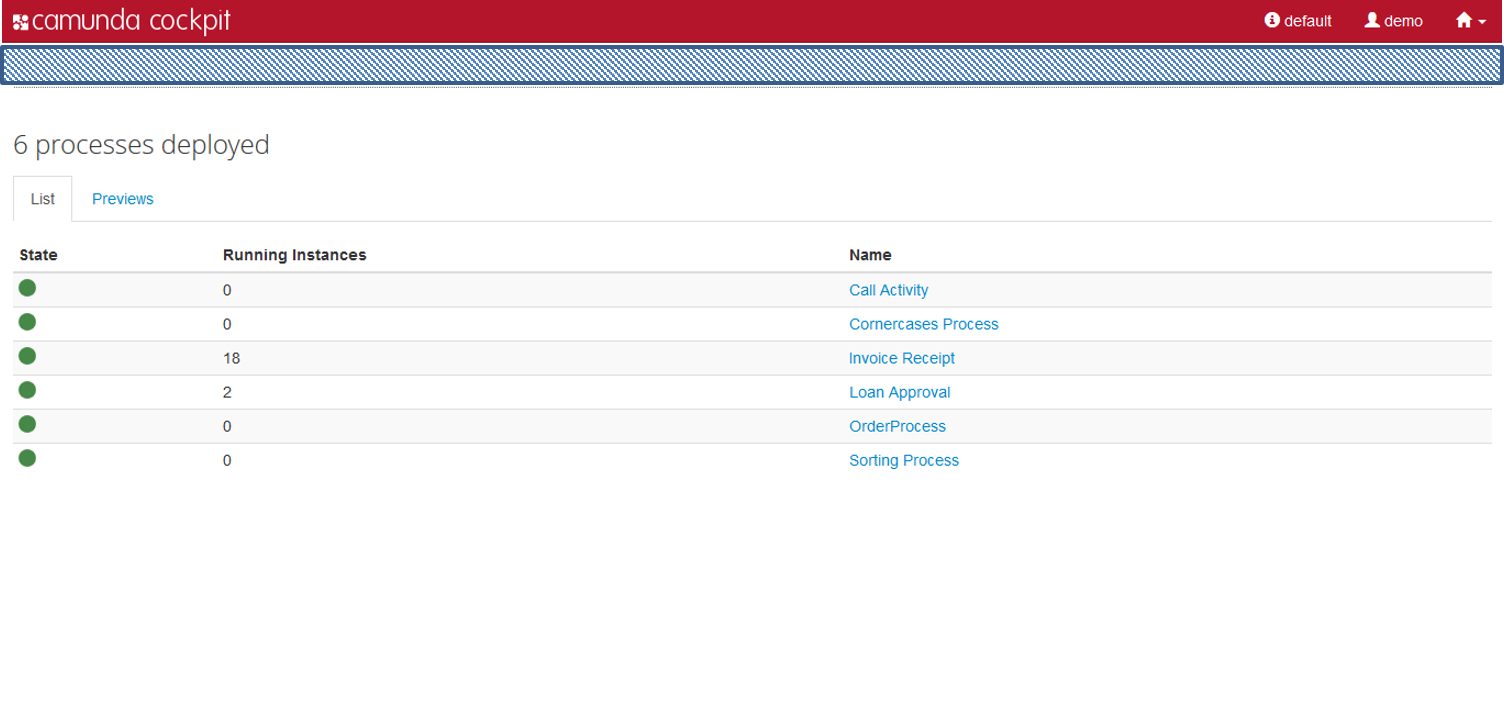 camunda cockpit default demo
6 processes deployed
List Previews
State Running Instances Name
0 Call Activity
0 Cornercases Process
18 Invoice Receipt
2 Loan Approval
0 OrderProcess
0 Sorting Process